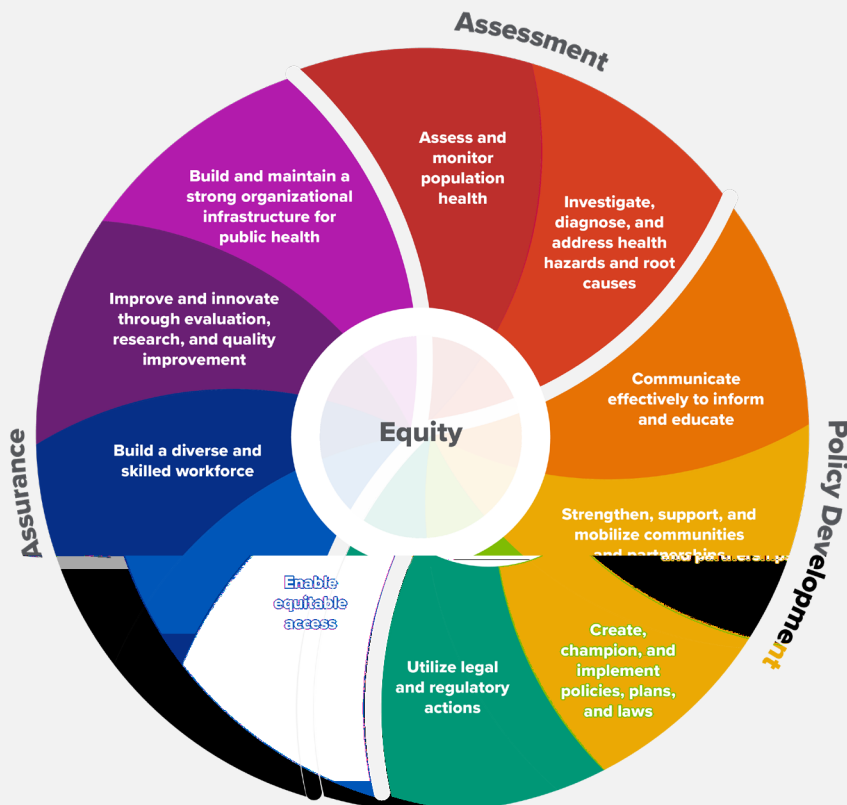 Assessment
Assess and
monitor
population
health
Investigate,
diagnose, and
address health
hazards and root
causes
Communicate
effectively to inform
and educate
Strengthen, support, and
mobilize communities
and partnerships
Policy Development
Create,
champion, and
implement
policies, plans,
and laws
Utilize legal
and regulatory
actions
Enable
equitable
access
Build a diverse and
skilled workforce
Assurance
Improve and innovate
through evaluation,
research, and quality
improvement
Build and maintain a
strong organizational
infrastructure for
public health
Equity